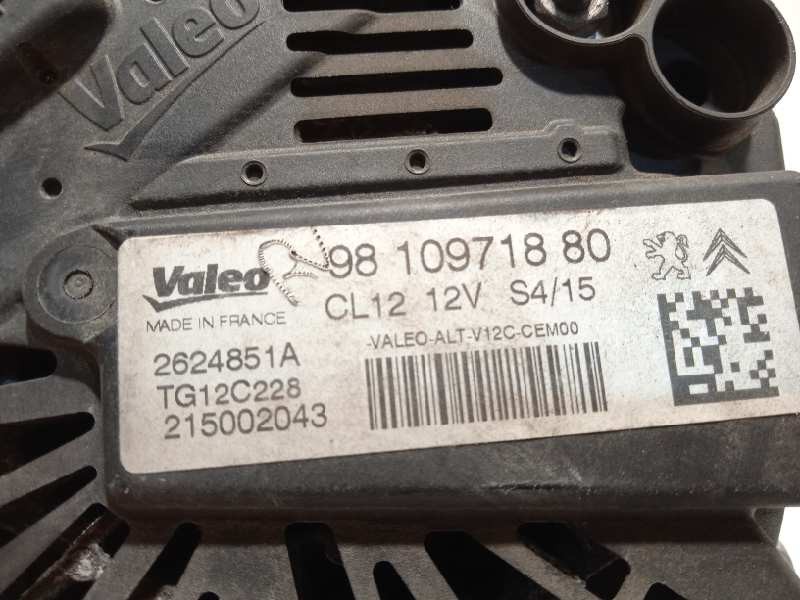 Valeo
Valeo 98 109718 80
MADE IN FRANCE CL12 12V S4/15
2624851A -VALEO-ALT-V12C-CEM00
TG12C228
215002043